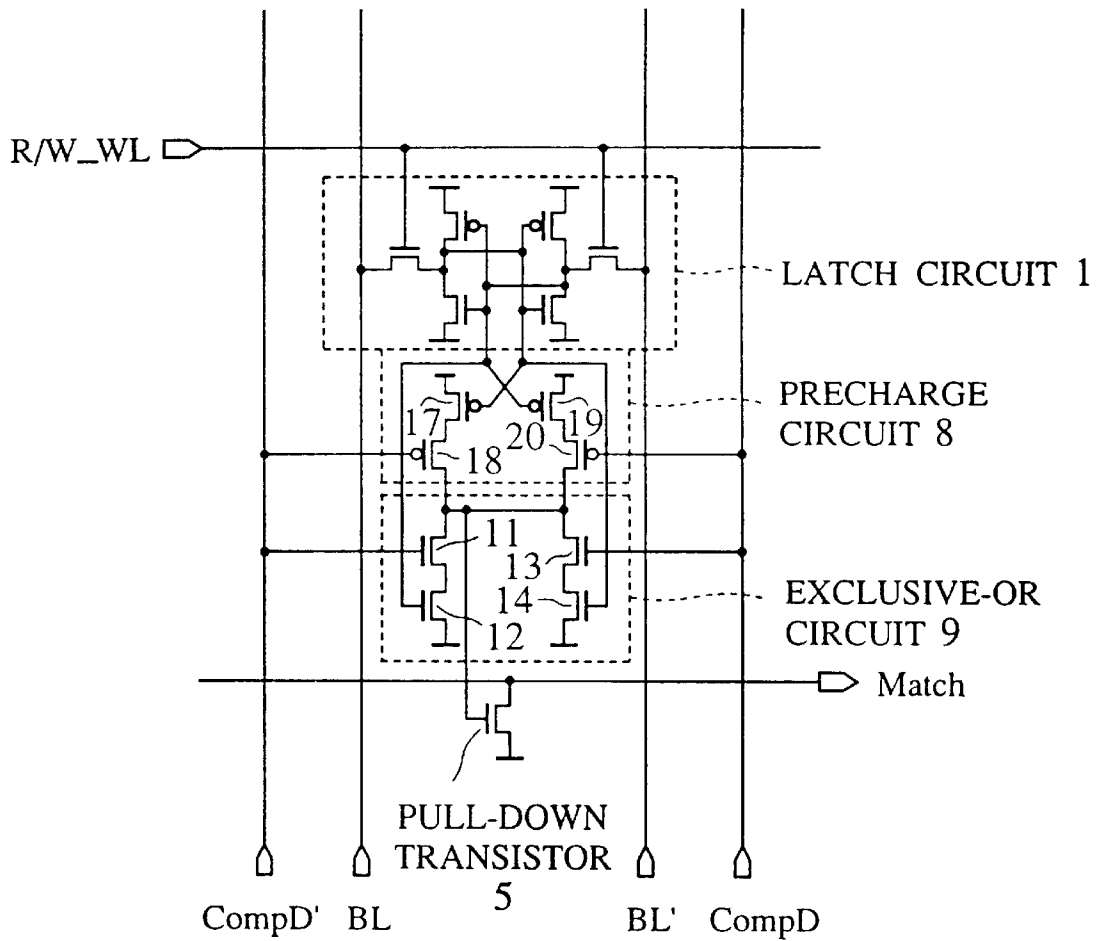 R/W_WL
LATCH CIRCUIT 1
PRECHARGE
CIRCUIT 8
17
19
20
18
11
13
14
12
EXCLUSIVE-OR
CIRCUIT 9
Match
PULL-DOWN
TRANSISTOR
5
CompD' BL BL' CompD